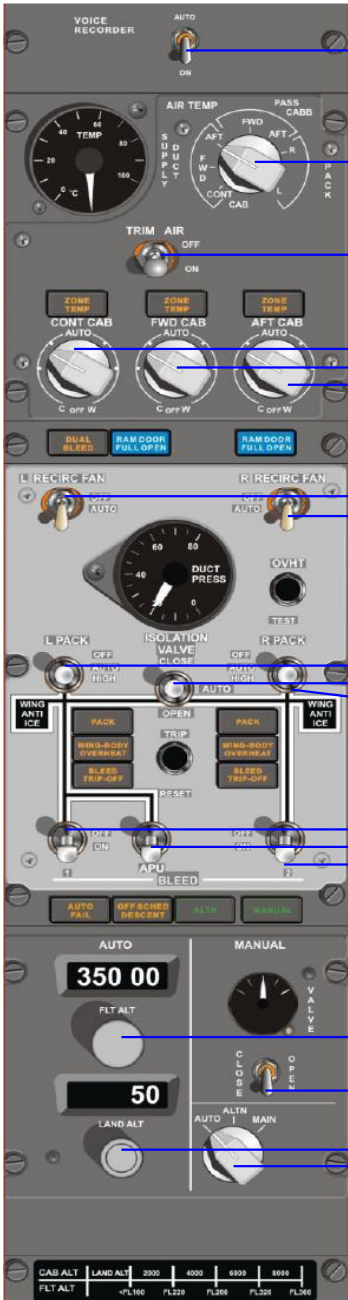 VOICE RECORDER
AUTO
ON
AIR TEMP
PASS CABB
TEMP
0 °C 20 40 60 80 100
SUPPLY DUCT
FWD
AFT
AFT
FWD
R
L
PACK
CONT CAB
TRIM AIR
OFF
ON
ZONE TEMP
ZONE TEMP
ZONE TEMP
CONT CAB
FWD CAB
AFT CAB
AUTO
AUTO
AUTO
C OFF W
C OFF W
C OFF W
DUAL BLEED
RAM DOOR FULL OPEN
RAM DOOR FULL OPEN
L RECIRC FAN
R RECIRC FAN
OFF
AUTO
OFF
AUTO
60 80
40
20 0
DUCT PRESS
OVHT
TEST
L PACK
OFF
AUTO
HIGH
ISOLATION VALVE
CLOSE
AUTO
OPEN
R PACK
OFF
AUTO
HIGH
WING ANTI ICE
WING ANTI ICE
PACK
WING-BODY OVERHEAT
BLEED TRIP-OFF
TRIP
RESET
PACK
WING-BODY OVERHEAT
BLEED TRIP-OFF
OFF
ON
OFF
ON
1
APU
2
BLEED
AUTO FAIL
OFF SCHED DESCENT
ALTN
MANUAL
AUTO
350 00
FLT ALT
50
LAND ALT
MANUAL
VALVE
CLOSE
OPEN
AUTO
ALTN
MAIN
CAB ALT LAND ALT 2000 4000 6000 8000
FLT ALT <FL160 FL220 FL260 FL320 FL360